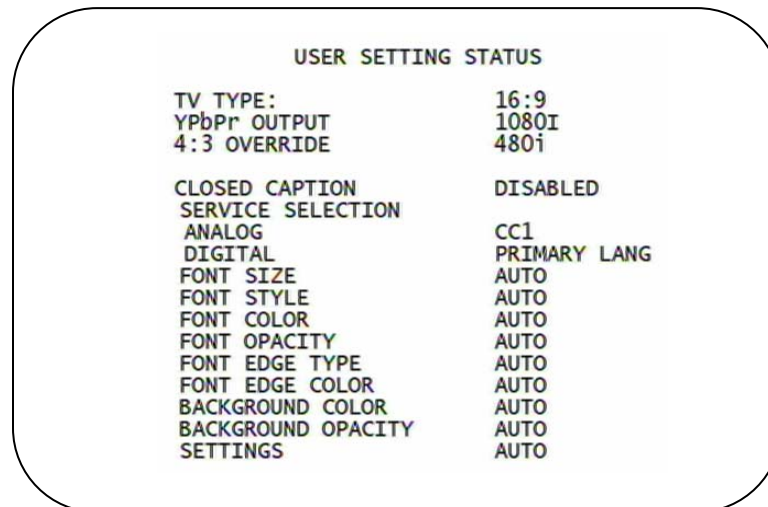 USER SETTING STATUS
TV TYPE: 16:9
YPbPr OUTPUT 1080I
4:3 OVERRIDE 480i
CLOSED CAPTION DISABLED
SERVICE SELECTION
ANALOG CC1
DIGITAL PRIMARY LANG
FONT SIZE AUTO
FONT STYLE AUTO
FONT COLOR AUTO
FONT OPACITY AUTO
FONT EDGE TYPE AUTO
FONT EDGE COLOR AUTO
BACKGROUND COLOR AUTO
BACKGROUND OPACITY AUTO
SETTINGS AUTO